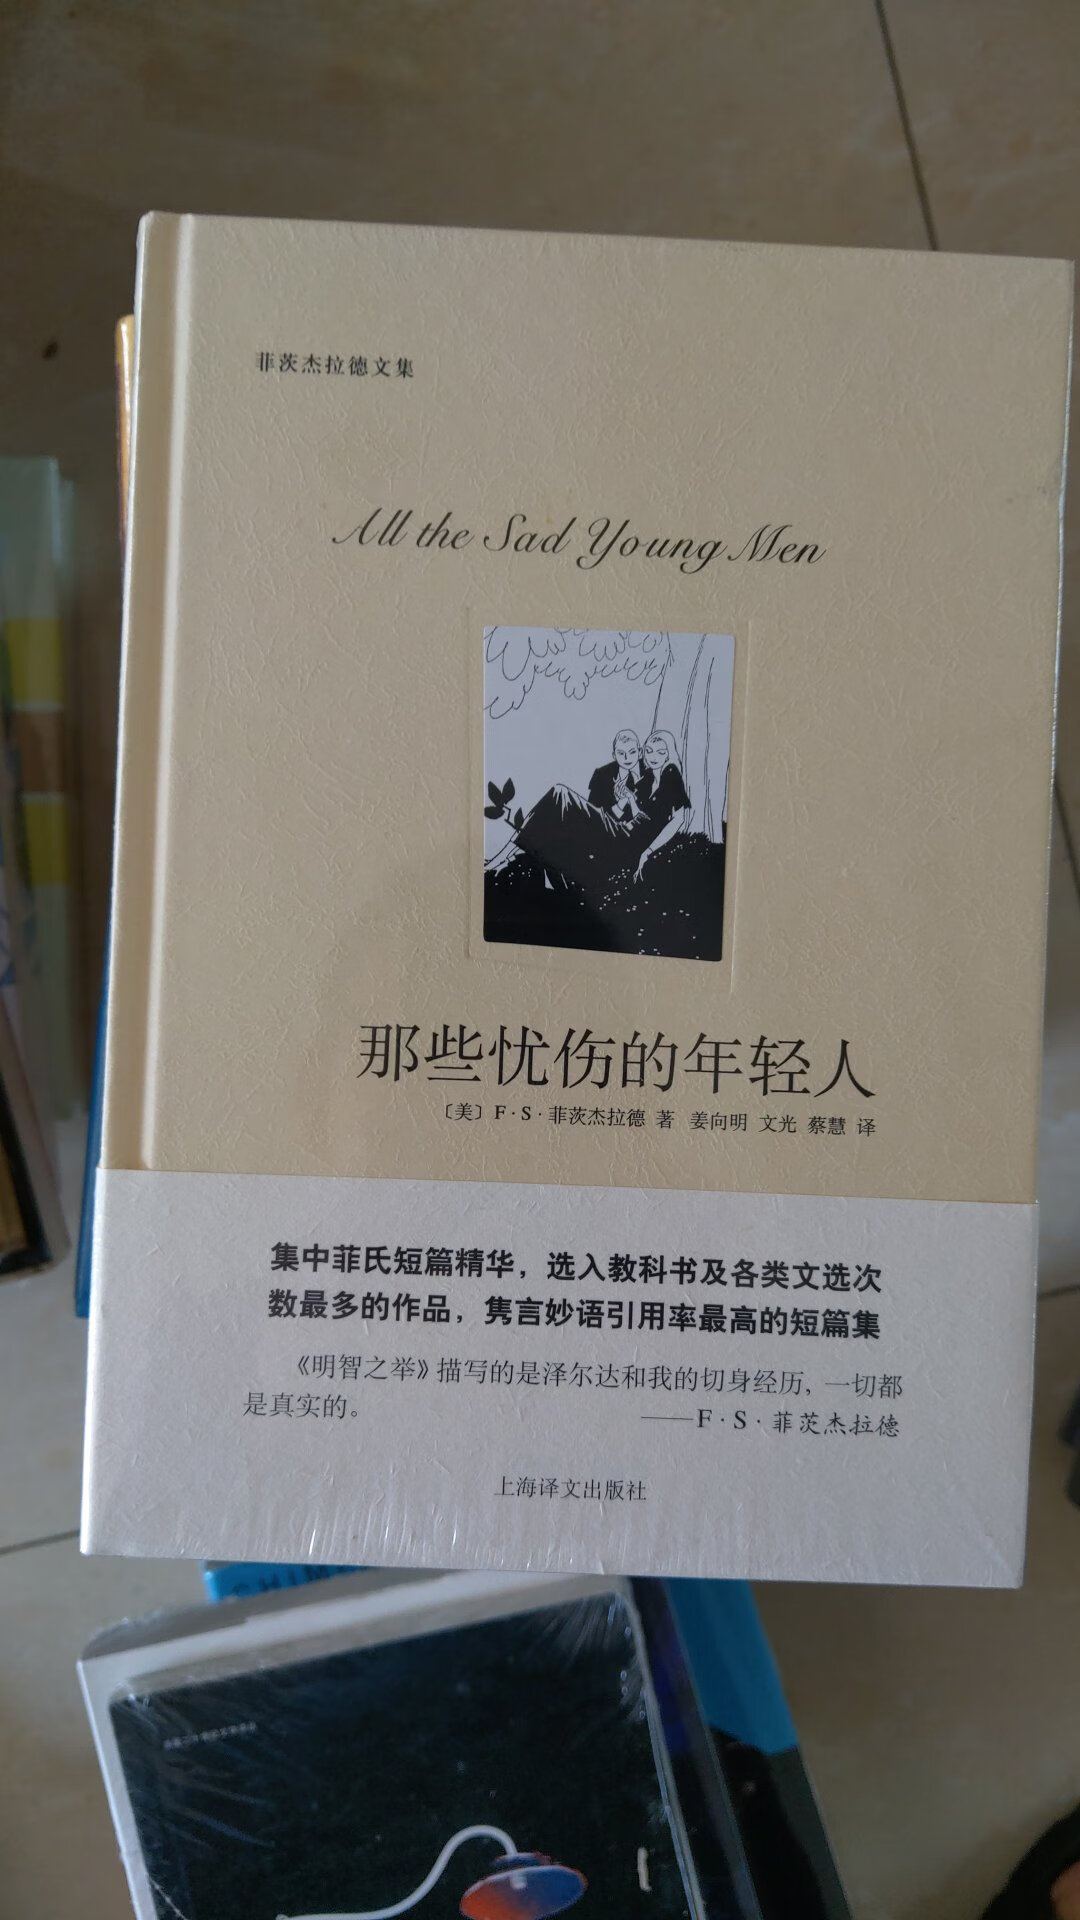 菲茨杰拉德文集
All the Sad Young Men
那些忧伤的年轻人
〔美〕F·S·菲茨杰拉德 著 姜向明 文光 蔡慧 译
集中菲氏短篇精华，选入教科书及各类文选次
数最多的作品，隽言妙语引用率最高的短篇集
《明智之举》描写的是泽尔达和我的切身经历，一切都
是真实的。 ——F·S·菲茨杰拉德
上海译文出版社